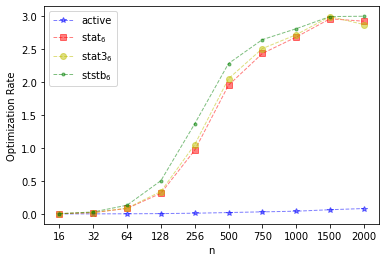 3.0
2.5
2.0
1.5
1.0
0.5
0.0
Optimization Rate
active
stat₆
stat3₆
ststb₆
16 32 64 128 256 500 750 1000 1500 2000
n